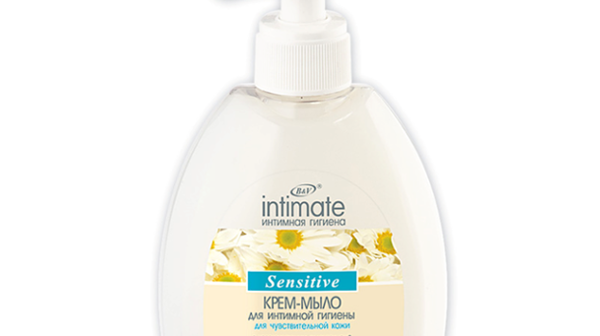 B&V®
intimate
ИНТИМНАЯ ГИГИЕНА
Sensitive
КРЕМ-МЫЛО
для интимной гигиены
для чувствительной кожи